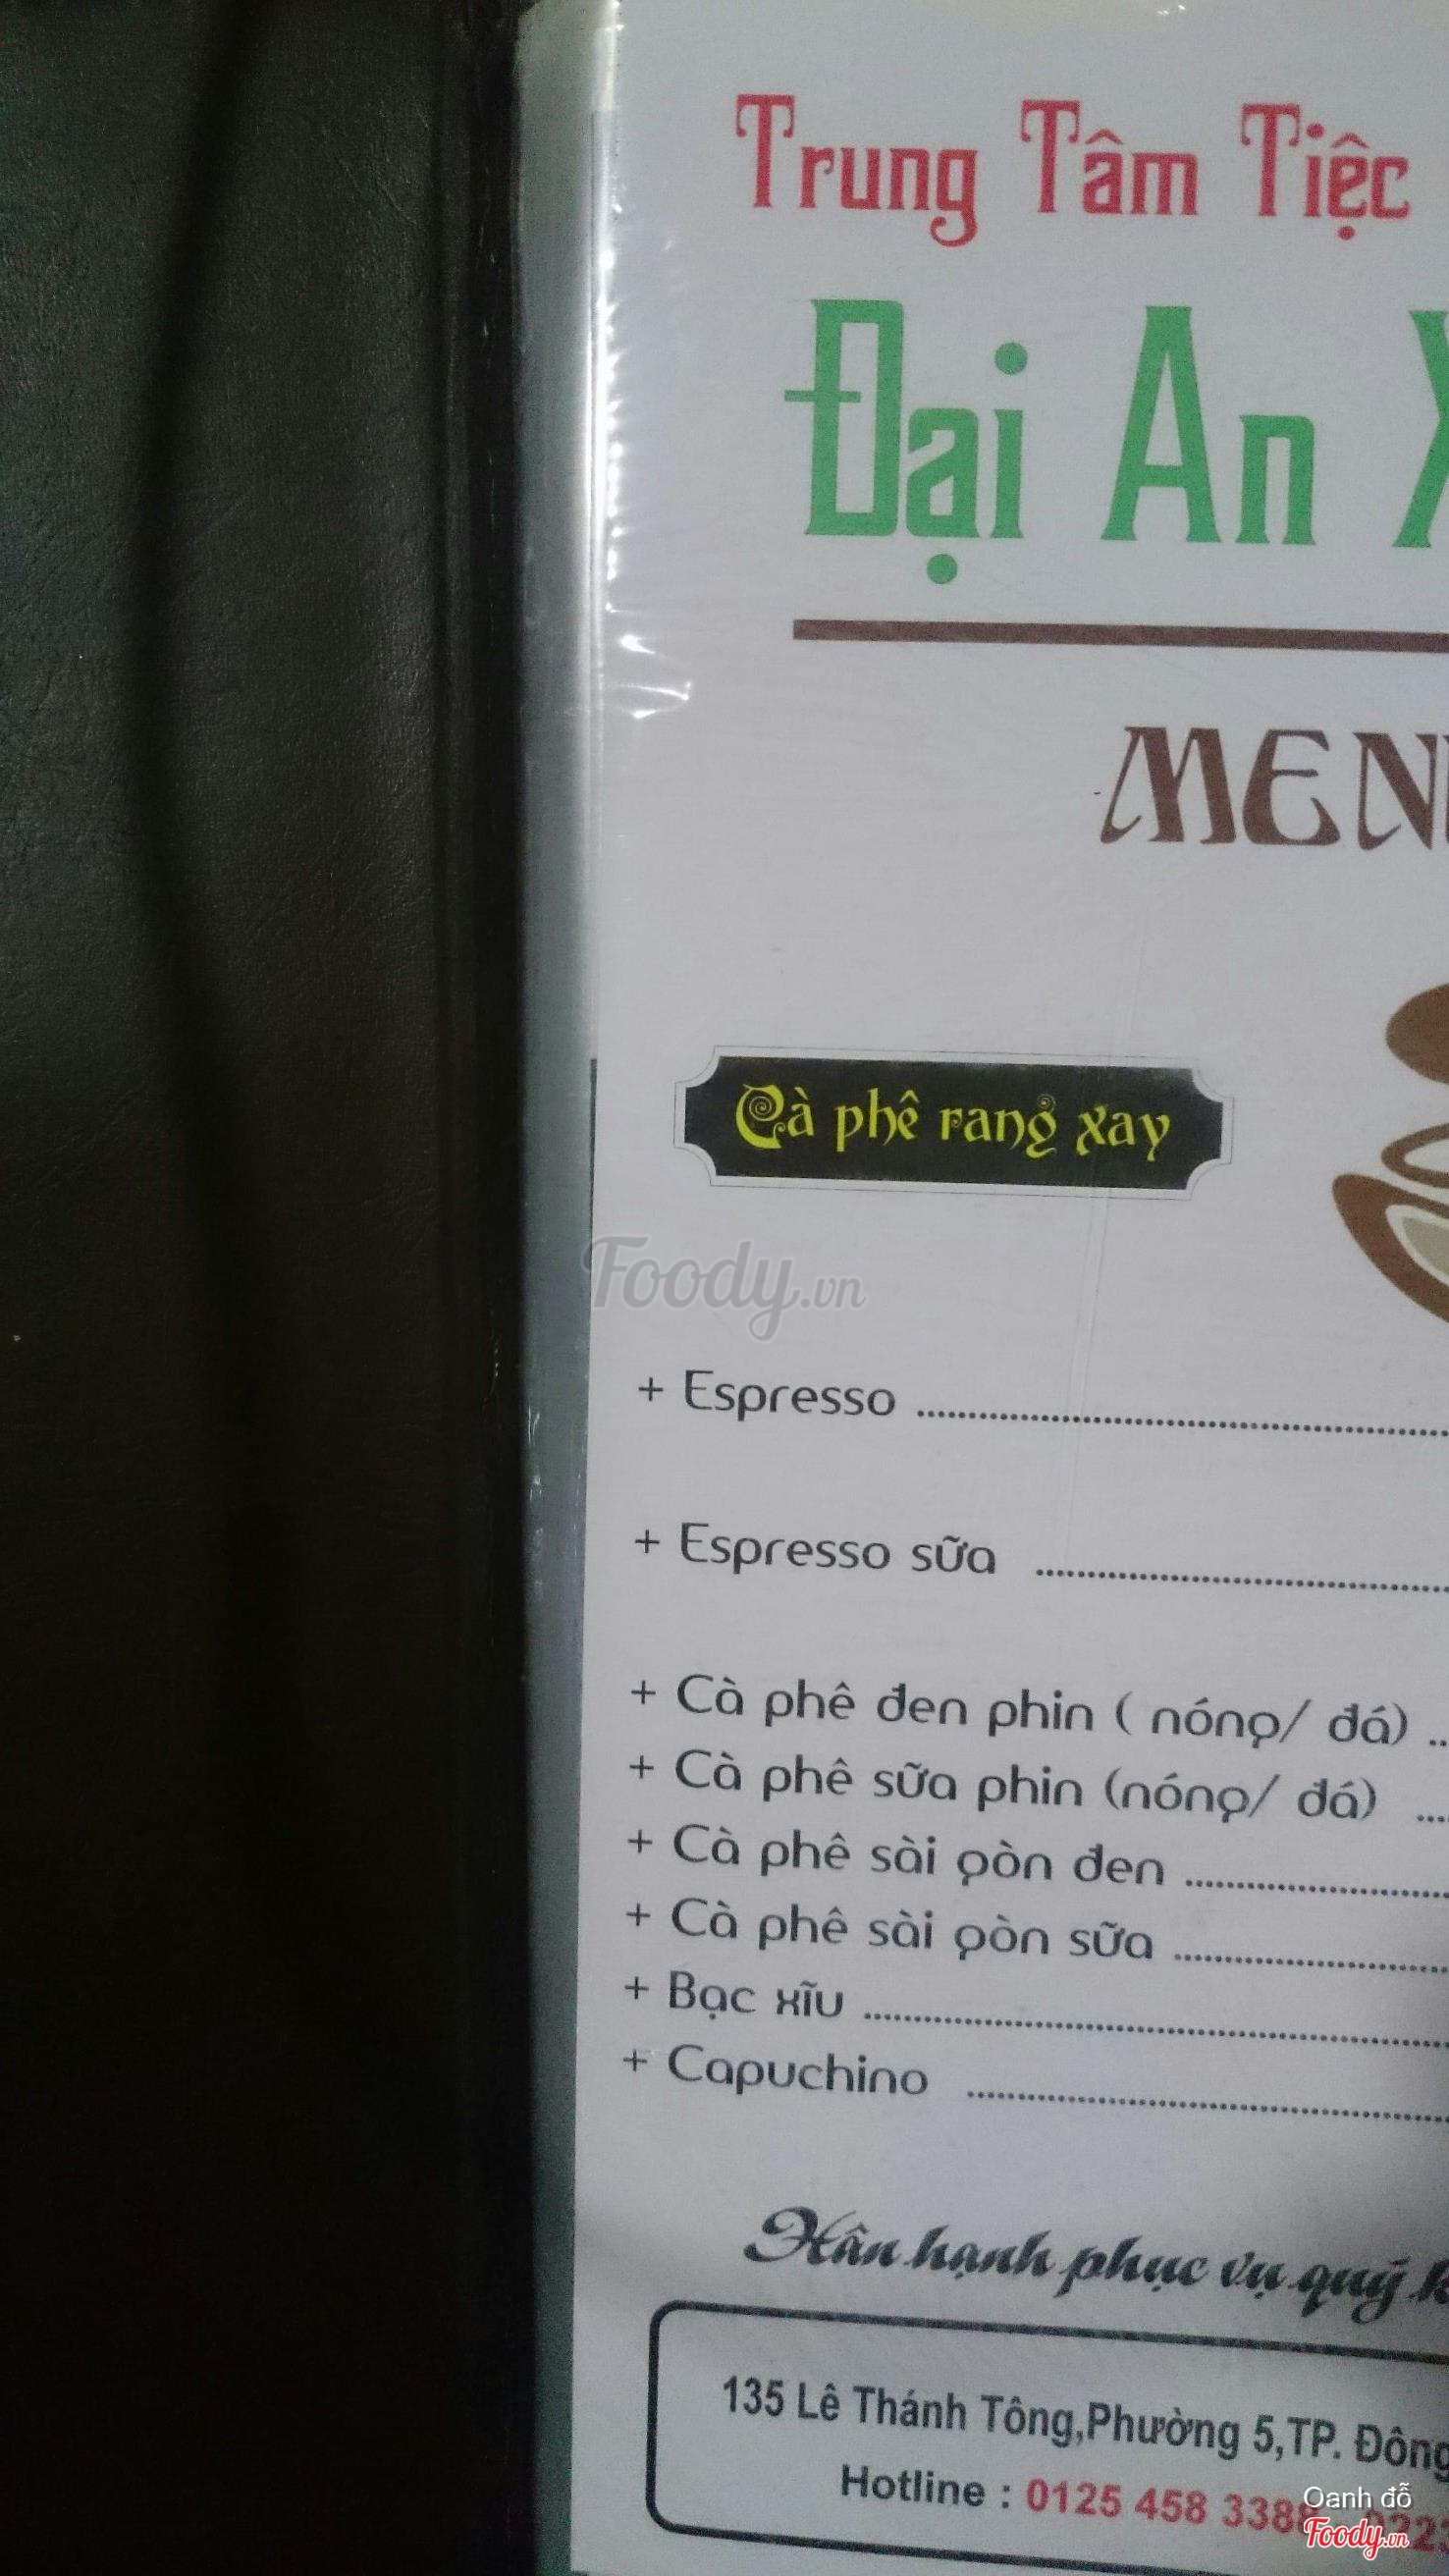 Trung Tâm Tiệc
Đại An
MENU
Cà phê rang xay
Foody.vn
+ Espresso
+ Espresso sữa
+ Cà phê đen phin ( nóng/ đá)
+ Cà phê sữa phin (nóng/ đá)
+ Cà phê sài gòn đen
+ Cà phê sài gòn sữa
+ Bạc xĩu
+ Capuchino
Hân hạnh phục vụ quý
135 Lê Thánh Tông,Phường 5,TP. Đông
Hotline : 0125 458 3388
Oanh đỗ
Foody.vn